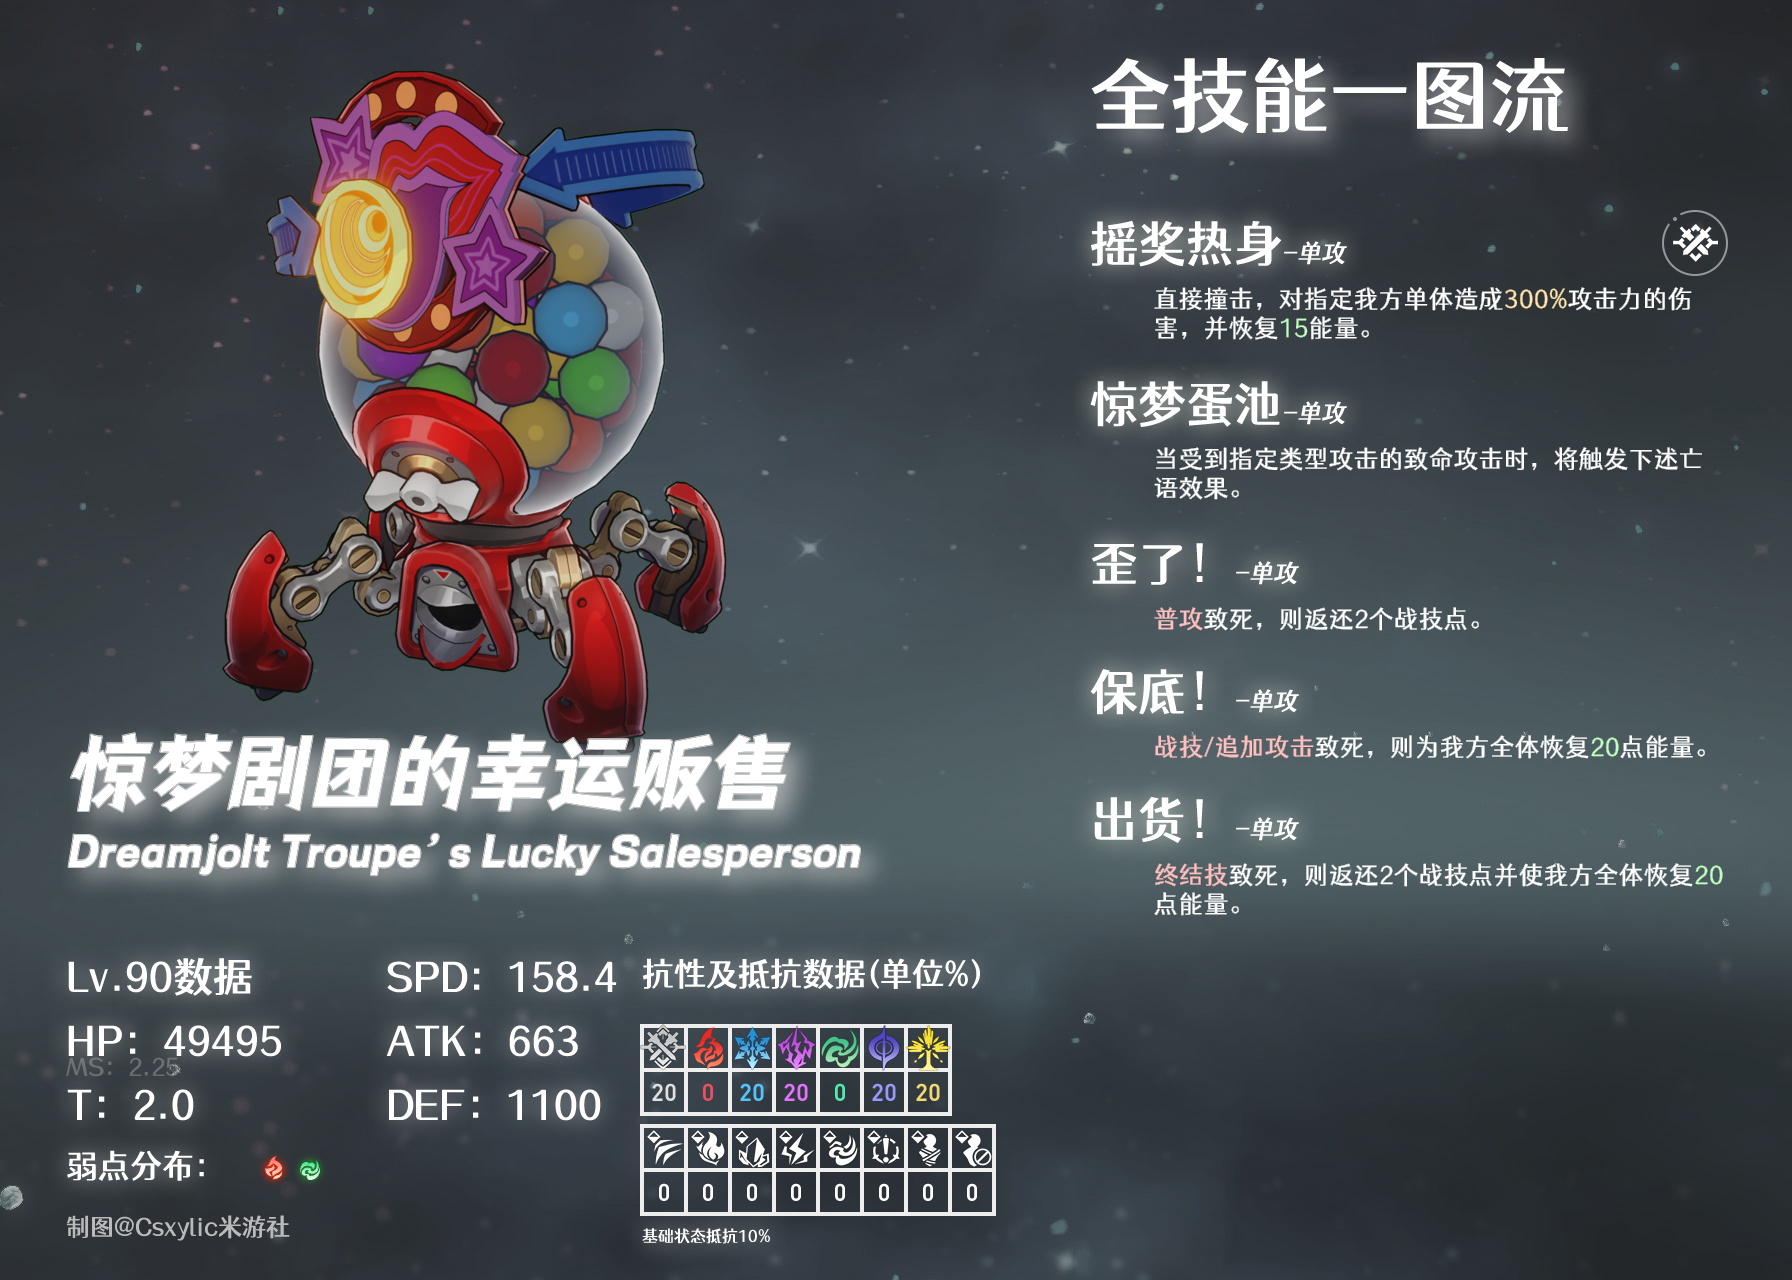 全技能一图流
摇奖热身-单攻
直接撞击，对指定我方单体造成300%攻击力的伤
害，并恢复15能量。
惊梦蛋池-单攻
当受到指定类型攻击的致命攻击时，将触发下述亡
语效果。
歪了！ -单攻
普攻致死，则返还2个战技点。
保底！ -单攻
战技/追加攻击致死，则为我方全体恢复20点能量。
出货！ -单攻
终结技致死，则返还2个战技点并使我方全体恢复20
点能量。
惊梦剧团的幸运贩售
Dreamjolt Troupe’s Lucky Salesperson
Lv.90数据
SPD：158.4
HP：49495
ATK：663
MS：2.25
T：2.0
DEF：1100
弱点分布：
制图@Csxylic米游社
抗性及抵抗数据(单位%)
20 0 20 20 0 20 20
0 0 0 0 0 0 0 0
基础状态抵抗10%